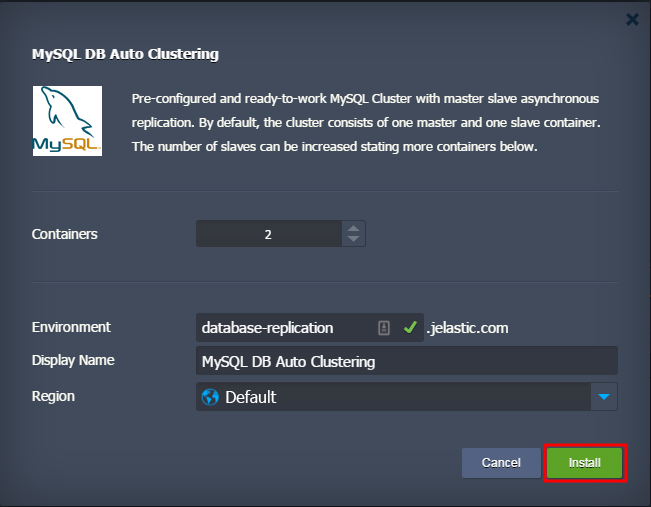 MySQL DB Auto Clustering
MySQL
Pre-configured and ready-to-work MySQL Cluster with master slave asynchronous
replication. By default, the cluster consists of one master and one slave container.
The number of slaves can be increased stating more containers below.
Containers
2
Environment
database-replication
.jelastic.com
Display Name
MySQL DB Auto Clustering
Region
Default
Cancel
Install